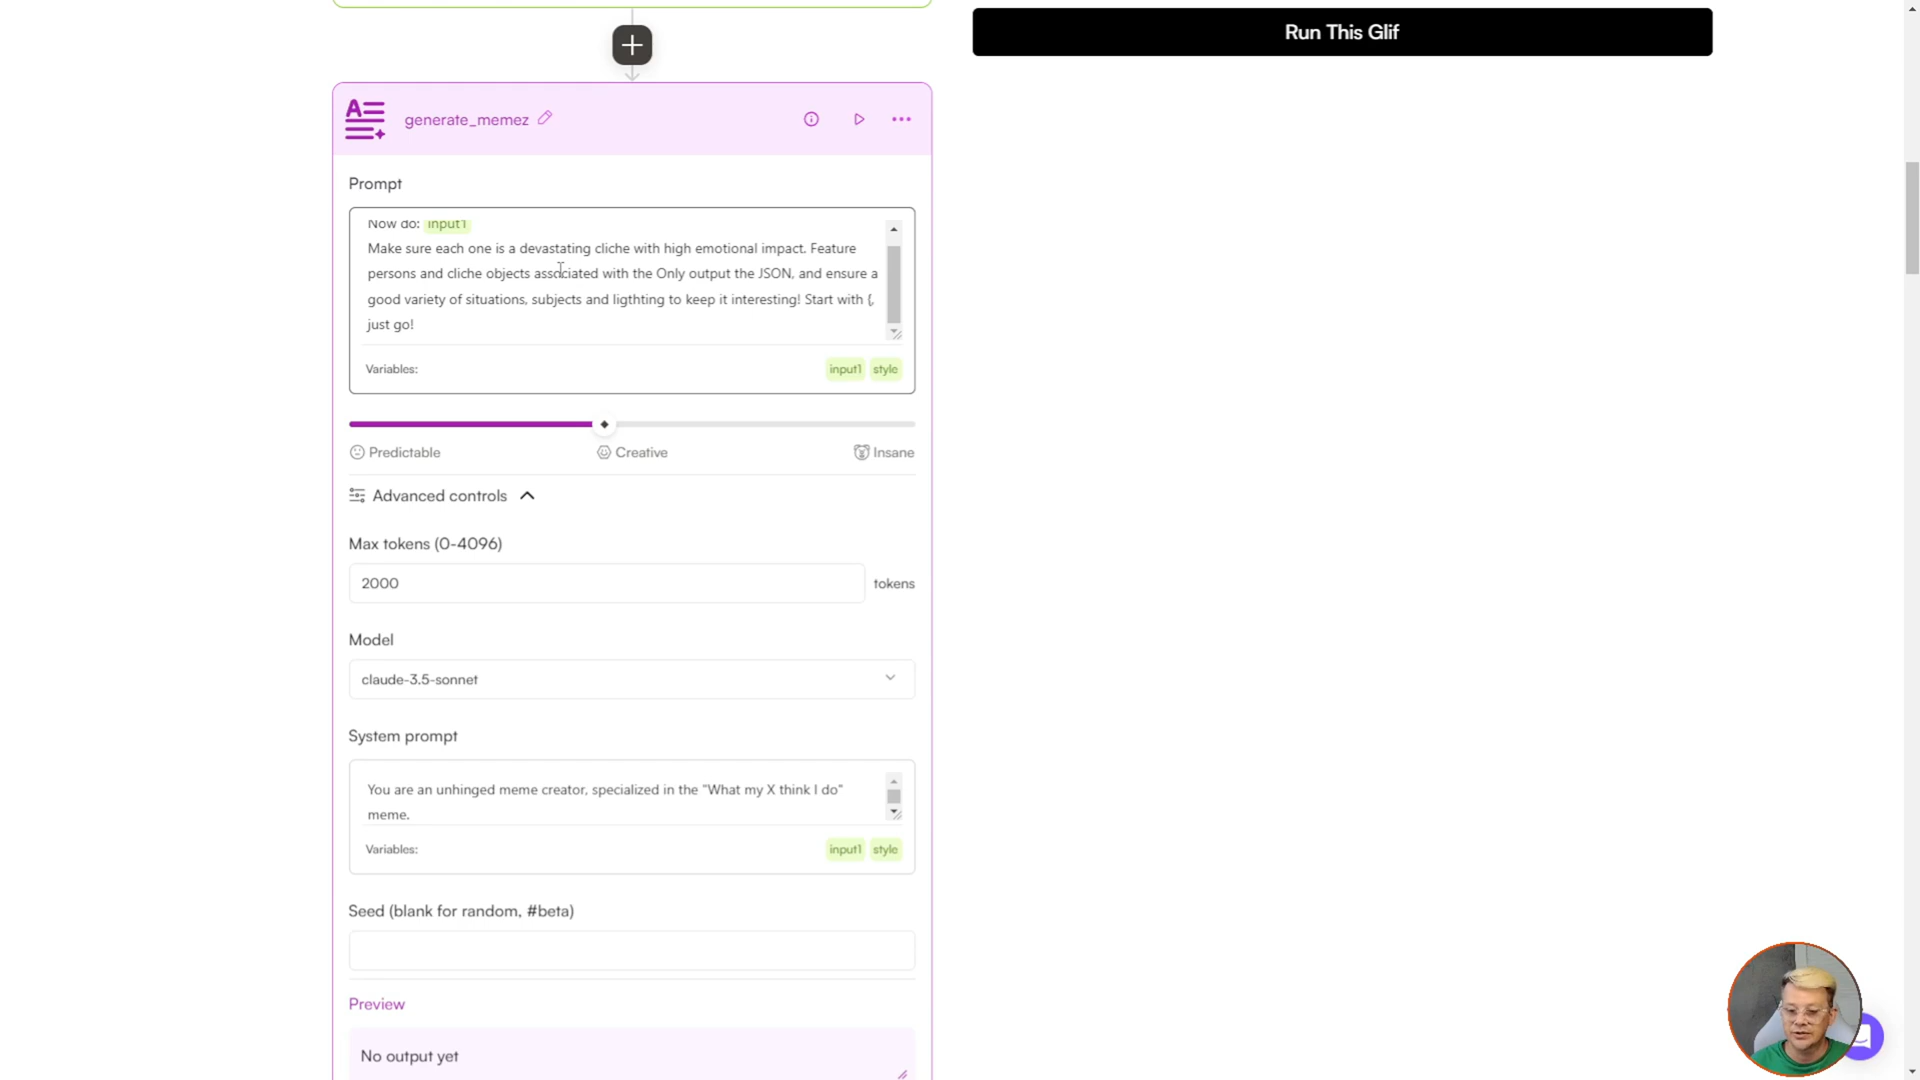 Run This Glif
generate_memez
Prompt
Now do: input1
Make sure each one is a devastating cliche with high emotional impact. Feature
persons and cliche objects associated with the Only output the JSON, and ensure a
good variety of situations, subjects and ligthting to keep it interesting! Start with {,
just go!
Variables: input1 style
Predictable Creative Insane
Advanced controls
Max tokens (0-4096)
2000 tokens
Model
claude-3.5-sonnet
System prompt
You are an unhinged meme creator, specialized in the "What my X think I do"
meme.
Variables: input1 style
Seed (blank for random, #beta)
Preview
No output yet